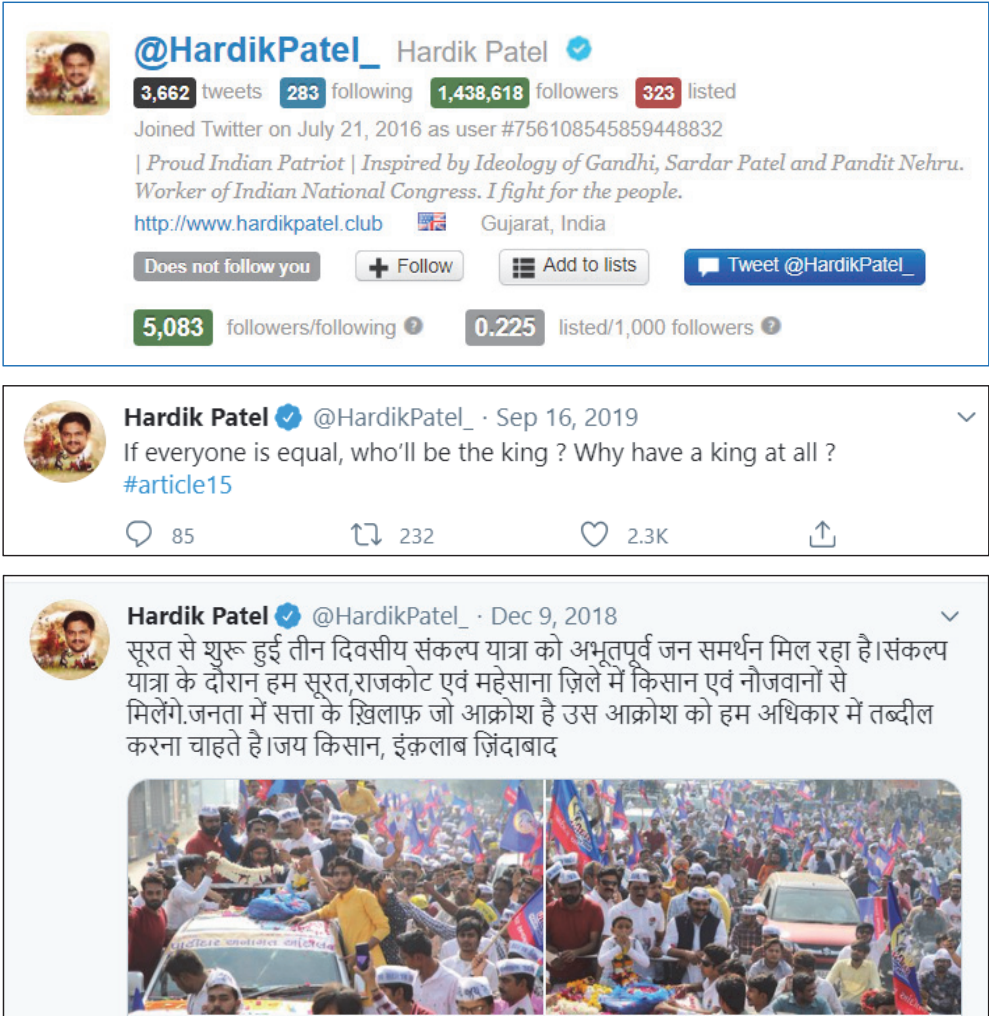 @HardikPatel_ Hardik Patel
3,662 tweets 283 following 1,438,618 followers 323 listed
Joined Twitter on July 21, 2016 as user #756108545859448832
| Proud Indian Patriot | Inspired by Ideology of Gandhi, Sardar Patel and Pandit Nehru.
Worker of Indian National Congress. I fight for the people.
http://www.hardikpatel.club Gujarat, India
Does not follow you Follow Add to lists Tweet @HardikPatel_
5,083 followers/following ? 0.225 listed/1,000 followers ?
Hardik Patel @HardikPatel_ · Sep 16, 2019
If everyone is equal, who'll be the king ? Why have a king at all ?
#article15
85 232 2.3K
Hardik Patel @HardikPatel_ · Dec 9, 2018
सूरत से शुरू हुई तीन दिवसीय संकल्प यात्रा को अभूतपूर्व जन समर्थन मिल रहा है।संकल्प
यात्रा के दौरान हम सूरत,राजकोट एवं महेसाना ज़िले में किसान एवं नौजवानों से
मिलेंगे.जनता में सत्ता के ख़िलाफ़ जो आक्रोश है उस आक्रोश को हम अधिकार में तब्दील
करना चाहते है।जय किसान, इंक़लाब ज़िंदाबाद
પાટીદાર અનામત આંદોલન